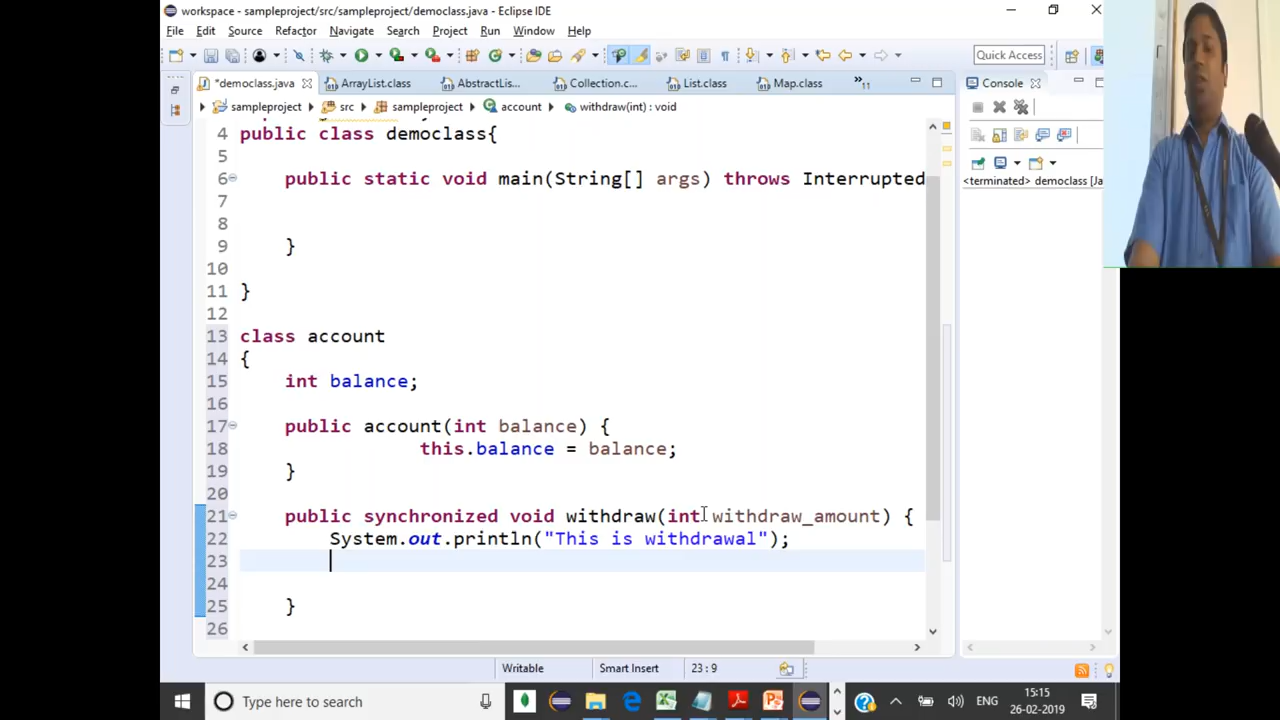 workspace - sampleproject/src/sampleproject/democlass.java - Eclipse IDE
File Edit Source Refactor Navigate Search Project Run Window Help
Quick Access
*democlass.java ArrayList.class AbstractLis... Collection.c... List.class Map.class »11 Console
sampleproject src sampleproject account withdraw(int) : void
<terminated> democlass [Ja
4 public class democlass{
5
6 public static void main(String[] args) throws Interrupted
7
8
9 }
10
11 }
12
13 class account
14 {
15 int balance;
16
17 public account(int balance) {
18 this.balance = balance;
19 }
20
21 public synchronized void withdraw(int withdraw_amount) {
22 System.out.println("This is withdrawal");
23
24
25 }
26
Writable Smart Insert 23 : 9
Type here to search ENG 15:15
26-02-2019